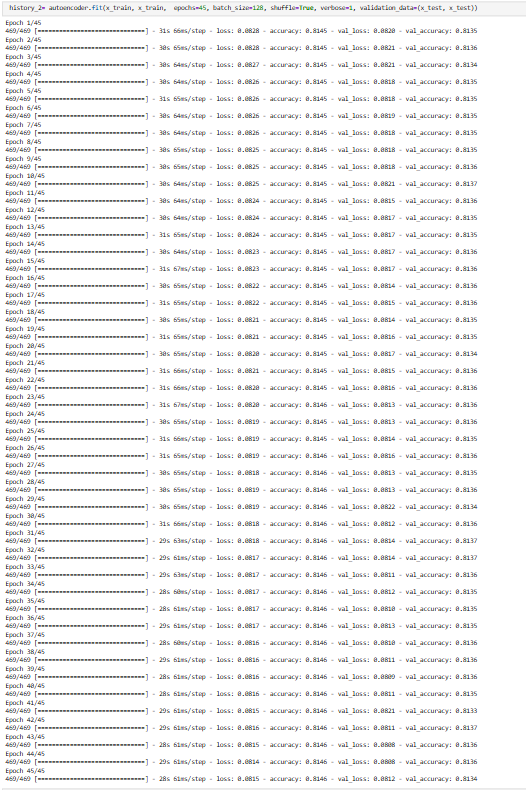 history_2= autoencoder.fit(x_train, x_train,  epochs=45, batch_size=128, shuffle=True, verbose=1, validation_data=(x_test, x_test))
Epoch 1/45
469/469 [==============================] - 31s 66ms/step - loss: 0.0828 - accuracy: 0.8145 - val_loss: 0.0820 - val_accuracy: 0.8135
Epoch 2/45
469/469 [==============================] - 30s 65ms/step - loss: 0.0828 - accuracy: 0.8145 - val_loss: 0.0821 - val_accuracy: 0.8136
Epoch 3/45
469/469 [==============================] - 30s 64ms/step - loss: 0.0827 - accuracy: 0.8145 - val_loss: 0.0821 - val_accuracy: 0.8134
Epoch 4/45
469/469 [==============================] - 30s 64ms/step - loss: 0.0826 - accuracy: 0.8145 - val_loss: 0.0818 - val_accuracy: 0.8135
Epoch 5/45
469/469 [==============================] - 31s 65ms/step - loss: 0.0826 - accuracy: 0.8145 - val_loss: 0.0818 - val_accuracy: 0.8135
Epoch 6/45
469/469 [==============================] - 30s 64ms/step - loss: 0.0826 - accuracy: 0.8145 - val_loss: 0.0819 - val_accuracy: 0.8135
Epoch 7/45
469/469 [==============================] - 30s 64ms/step - loss: 0.0826 - accuracy: 0.8145 - val_loss: 0.0818 - val_accuracy: 0.8135
Epoch 8/45
469/469 [==============================] - 30s 65ms/step - loss: 0.0825 - accuracy: 0.8145 - val_loss: 0.0818 - val_accuracy: 0.8135
Epoch 9/45
469/469 [==============================] - 30s 65ms/step - loss: 0.0825 - accuracy: 0.8145 - val_loss: 0.0818 - val_accuracy: 0.8136
Epoch 10/45
469/469 [==============================] - 30s 64ms/step - loss: 0.0825 - accuracy: 0.8145 - val_loss: 0.0821 - val_accuracy: 0.8137
Epoch 11/45
469/469 [==============================] - 30s 64ms/step - loss: 0.0824 - accuracy: 0.8145 - val_loss: 0.0815 - val_accuracy: 0.8136
Epoch 12/45
469/469 [==============================] - 30s 64ms/step - loss: 0.0824 - accuracy: 0.8145 - val_loss: 0.0817 - val_accuracy: 0.8135
Epoch 13/45
469/469 [==============================] - 31s 65ms/step - loss: 0.0824 - accuracy: 0.8145 - val_loss: 0.0817 - val_accuracy: 0.8135
Epoch 14/45
469/469 [==============================] - 30s 64ms/step - loss: 0.0823 - accuracy: 0.8145 - val_loss: 0.0817 - val_accuracy: 0.8136
Epoch 15/45
469/469 [==============================] - 31s 67ms/step - loss: 0.0823 - accuracy: 0.8145 - val_loss: 0.0817 - val_accuracy: 0.8136
Epoch 16/45
469/469 [==============================] - 30s 65ms/step - loss: 0.0822 - accuracy: 0.8145 - val_loss: 0.0814 - val_accuracy: 0.8136
Epoch 17/45
469/469 [==============================] - 31s 65ms/step - loss: 0.0822 - accuracy: 0.8145 - val_loss: 0.0815 - val_accuracy: 0.8136
Epoch 18/45
469/469 [==============================] - 30s 65ms/step - loss: 0.0821 - accuracy: 0.8145 - val_loss: 0.0814 - val_accuracy: 0.8135
Epoch 19/45
469/469 [==============================] - 31s 65ms/step - loss: 0.0821 - accuracy: 0.8145 - val_loss: 0.0816 - val_accuracy: 0.8135
Epoch 20/45
469/469 [==============================] - 30s 65ms/step - loss: 0.0820 - accuracy: 0.8145 - val_loss: 0.0817 - val_accuracy: 0.8134
Epoch 21/45
469/469 [==============================] - 31s 66ms/step - loss: 0.0821 - accuracy: 0.8145 - val_loss: 0.0815 - val_accuracy: 0.8136
Epoch 22/45
469/469 [==============================] - 31s 66ms/step - loss: 0.0820 - accuracy: 0.8145 - val_loss: 0.0816 - val_accuracy: 0.8136
Epoch 23/45
469/469 [==============================] - 31s 67ms/step - loss: 0.0820 - accuracy: 0.8146 - val_loss: 0.0813 - val_accuracy: 0.8136
Epoch 24/45
469/469 [==============================] - 30s 65ms/step - loss: 0.0819 - accuracy: 0.8145 - val_loss: 0.0813 - val_accuracy: 0.8136
Epoch 25/45
469/469 [==============================] - 31s 66ms/step - loss: 0.0819 - accuracy: 0.8145 - val_loss: 0.0814 - val_accuracy: 0.8135
Epoch 26/45
469/469 [==============================] - 31s 65ms/step - loss: 0.0819 - accuracy: 0.8146 - val_loss: 0.0816 - val_accuracy: 0.8136
Epoch 27/45
469/469 [==============================] - 30s 65ms/step - loss: 0.0818 - accuracy: 0.8146 - val_loss: 0.0813 - val_accuracy: 0.8135
Epoch 28/45
469/469 [==============================] - 30s 65ms/step - loss: 0.0819 - accuracy: 0.8146 - val_loss: 0.0813 - val_accuracy: 0.8136
Epoch 29/45
469/469 [==============================] - 30s 65ms/step - loss: 0.0819 - accuracy: 0.8146 - val_loss: 0.0822 - val_accuracy: 0.8134
Epoch 30/45
469/469 [==============================] - 31s 66ms/step - loss: 0.0818 - accuracy: 0.8146 - val_loss: 0.0812 - val_accuracy: 0.8136
Epoch 31/45
469/469 [==============================] - 29s 63ms/step - loss: 0.0818 - accuracy: 0.8146 - val_loss: 0.0814 - val_accuracy: 0.8137
Epoch 32/45
469/469 [==============================] - 29s 61ms/step - loss: 0.0817 - accuracy: 0.8146 - val_loss: 0.0814 - val_accuracy: 0.8137
Epoch 33/45
469/469 [==============================] - 29s 63ms/step - loss: 0.0817 - accuracy: 0.8146 - val_loss: 0.0811 - val_accuracy: 0.8136
Epoch 34/45
469/469 [==============================] - 28s 60ms/step - loss: 0.0817 - accuracy: 0.8146 - val_loss: 0.0812 - val_accuracy: 0.8135
Epoch 35/45
469/469 [==============================] - 28s 61ms/step - loss: 0.0817 - accuracy: 0.8146 - val_loss: 0.0810 - val_accuracy: 0.8135
Epoch 36/45
469/469 [==============================] - 29s 61ms/step - loss: 0.0817 - accuracy: 0.8146 - val_loss: 0.0813 - val_accuracy: 0.8135
Epoch 37/45
469/469 [==============================] - 28s 60ms/step - loss: 0.0816 - accuracy: 0.8146 - val_loss: 0.0810 - val_accuracy: 0.8136
Epoch 38/45
469/469 [==============================] - 29s 61ms/step - loss: 0.0816 - accuracy: 0.8146 - val_loss: 0.0811 - val_accuracy: 0.8136
Epoch 39/45
469/469 [==============================] - 28s 61ms/step - loss: 0.0816 - accuracy: 0.8146 - val_loss: 0.0809 - val_accuracy: 0.8136
Epoch 40/45
469/469 [==============================] - 28s 61ms/step - loss: 0.0816 - accuracy: 0.8146 - val_loss: 0.0811 - val_accuracy: 0.8135
Epoch 41/45
469/469 [==============================] - 29s 61ms/step - loss: 0.0815 - accuracy: 0.8146 - val_loss: 0.0821 - val_accuracy: 0.8133
Epoch 42/45
469/469 [==============================] - 29s 61ms/step - loss: 0.0816 - accuracy: 0.8146 - val_loss: 0.0811 - val_accuracy: 0.8137
Epoch 43/45
469/469 [==============================] - 28s 61ms/step - loss: 0.0815 - accuracy: 0.8146 - val_loss: 0.0808 - val_accuracy: 0.8136
Epoch 44/45
469/469 [==============================] - 29s 61ms/step - loss: 0.0814 - accuracy: 0.8146 - val_loss: 0.0808 - val_accuracy: 0.8136
Epoch 45/45
469/469 [==============================] - 28s 61ms/step - loss: 0.0815 - accuracy: 0.8146 - val_loss: 0.0812 - val_accuracy: 0.8134